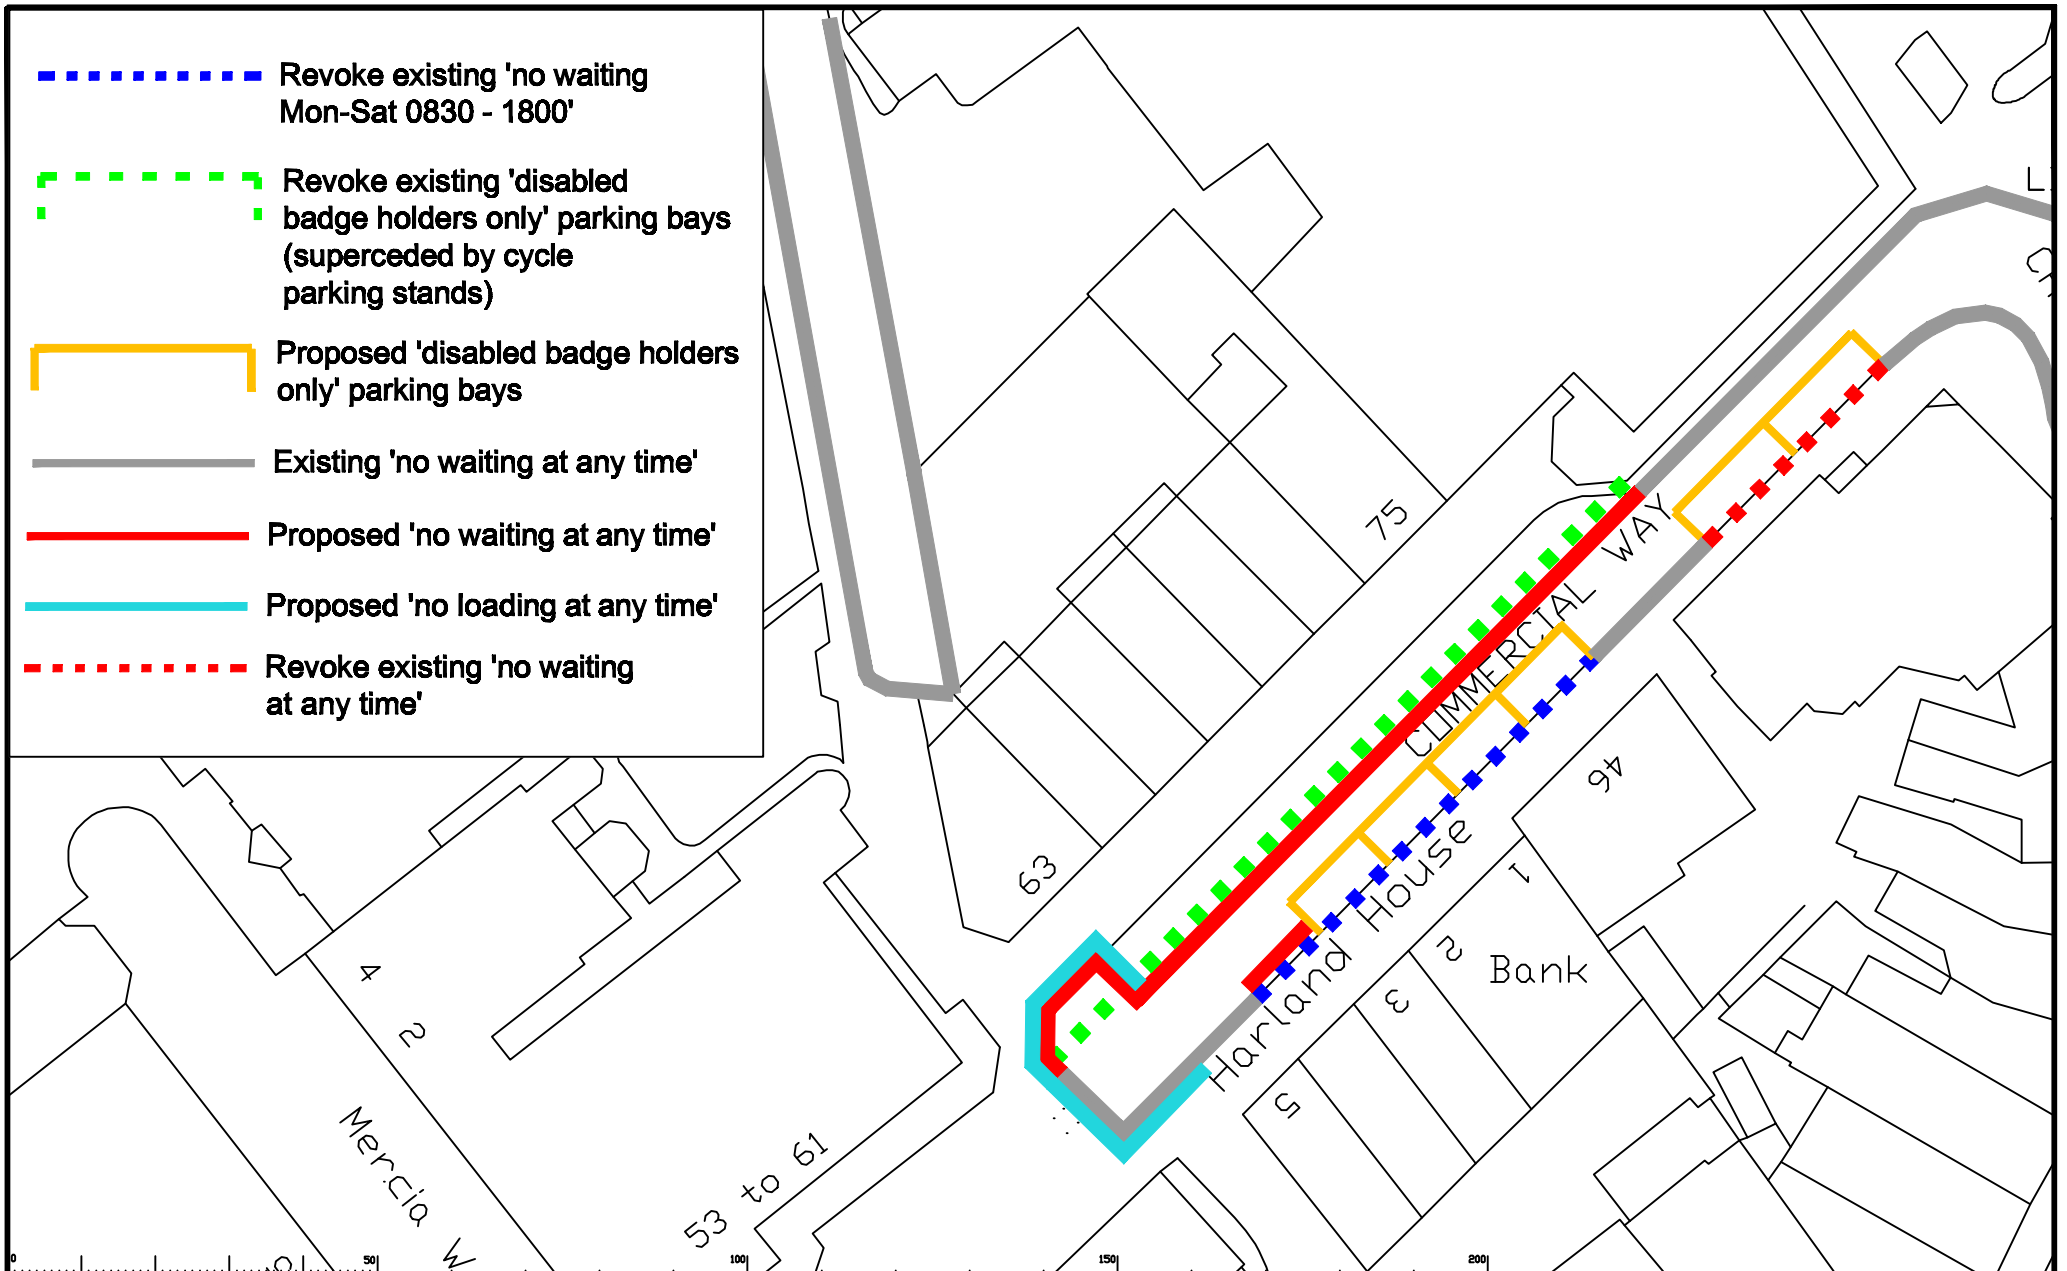 Revoke existing 'no waiting
Mon-Sat 0830 - 1800'
Revoke existing 'disabled
badge holders only' parking bays
(superceded by cycle
parking stands)
Proposed 'disabled badge holders
only' parking bays
Existing 'no waiting at any time'
Proposed 'no waiting at any time'
Proposed 'no loading at any time'
Revoke existing 'no waiting
at any time'
75
COMMERCIAL WAY
63
46
Harland House
1
2
3
5
Bank
4
2
Mercia W
53 to 61
0
50
100
150
200